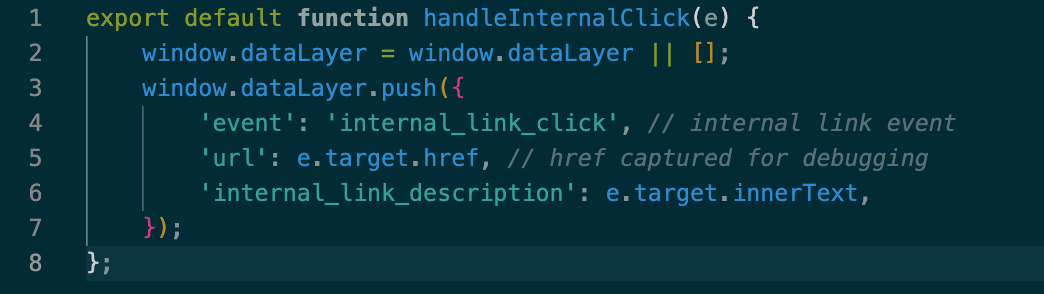 1 export default function handleInternalClick(e) {
2 window.dataLayer = window.dataLayer || [];
3 window.dataLayer.push({
4 'event': 'internal_link_click', // internal link event
5 'url': e.target.href, // href captured for debugging
6 'internal_link_description': e.target.innerText,
7 });
8 };